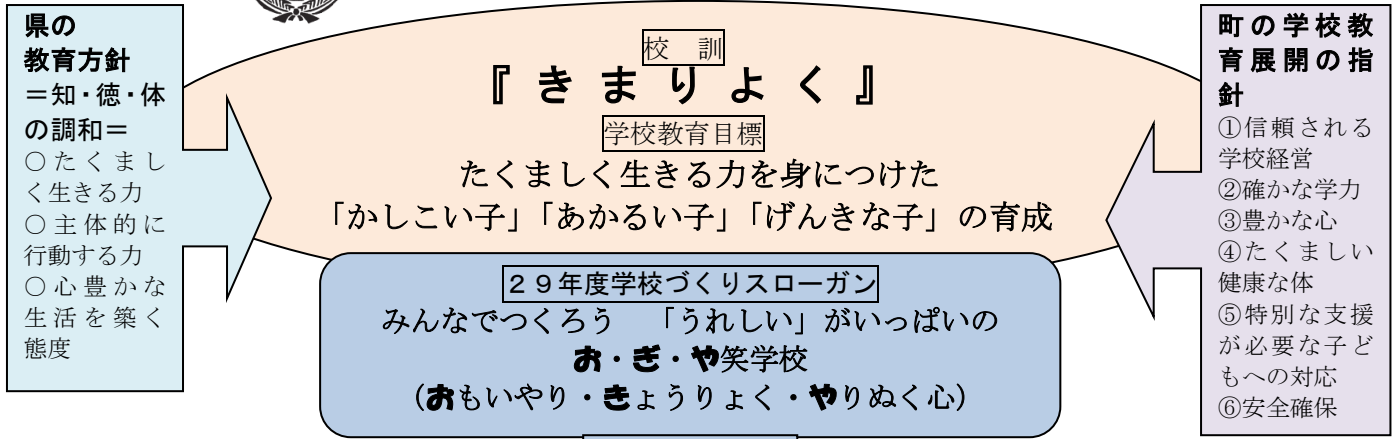 県の
教育方針
＝知・徳・体
の調和＝
○たくまし
く生きる力
○主体的に
行動する力
○心豊かな
生活を築く
態度
校　訓
『きまりよく』
学校教育目標
たくましく生きる力を身につけた
「かしこい子」「あかるい子」「げんきな子」の育成
２９年度学校づくりスローガン
みんなでつくろう　「うれしい」がいっぱいの
お・ぎ・や笑学校
（おもいやり・きょうりょく・やりぬく心）
町の学校教
育展開の指
針
①信頼される
学校経営
②確かな学力
③豊かな心
④たくましい
健康な体
⑤特別な支援
が必要な子ど
もへの対応
⑥安全確保